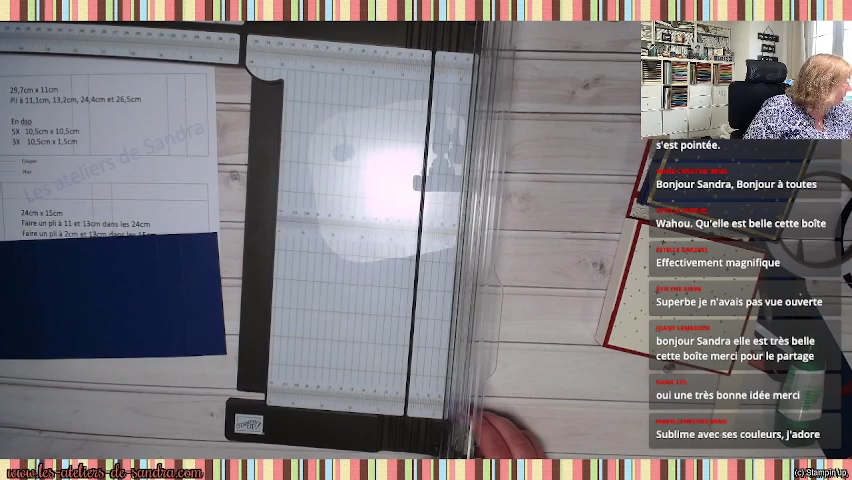 29,7cm x 11cm
Pli à 11,1cm, 13,2cm, 24,4cm et 26,5cm
En dsp
5X 10,5cm x 10,5cm
3X 10,5cm x 1,5cm
Couper
Plier
Les ateliers de Sandra
24cm x 15cm
Faire un pli à 11 et 13cm dans les 24cm
Faire un pli à 2cm et 13cm dans les 15cm
s'est pointée.
Bonjour Sandra, Bonjour à toutes
Wahou. Qu'elle est belle cette boîte
Effectivement magnifique
Superbe je n'avais pas vue ouverte
bonjour Sandra elle est très belle
cette boîte merci pour le partage
oui une très bonne idée merci
Sublime avec ses couleurs, j'adore
www.les-ateliers-de-sandra.com
(c) Stampin'up